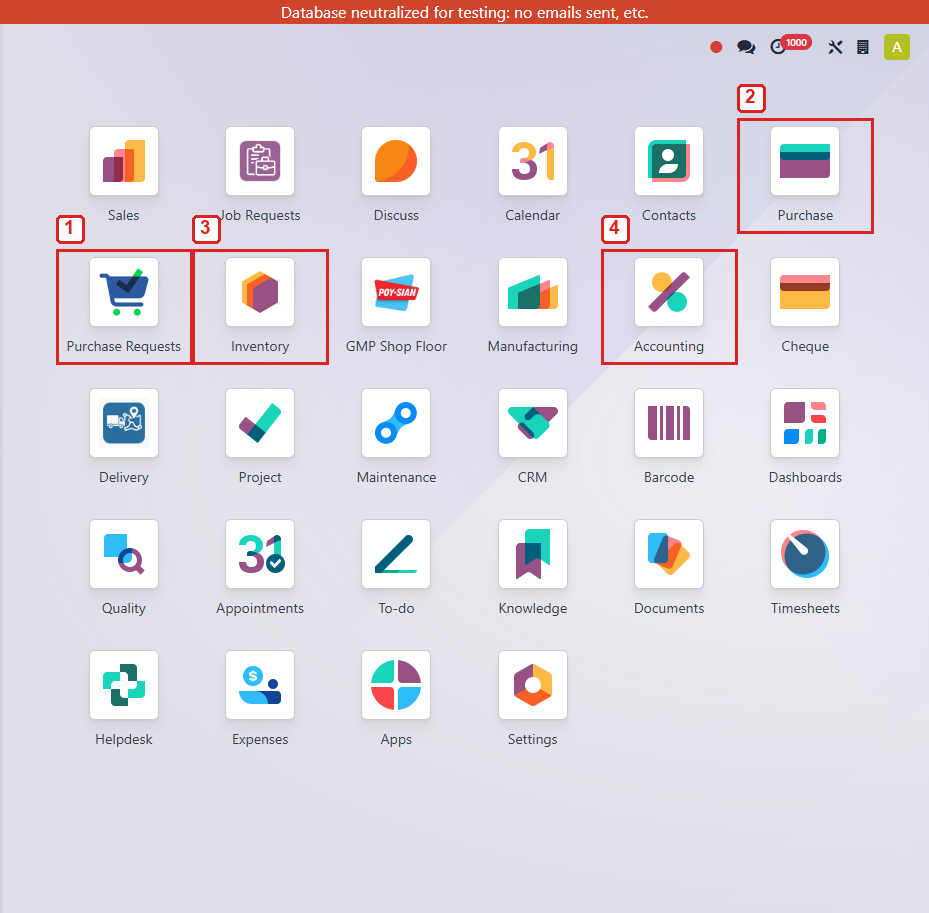 Database neutralized for testing: no emails sent, etc.
1000
A
2
31
Sales
Job Requests
Discuss
Calendar
Contacts
Purchase
1
3
4
POY-SIAN
Purchase Requests
Inventory
GMP Shop Floor
Manufacturing
Accounting
Cheque
Delivery
Project
Maintenance
CRM
Barcode
Dashboards
31
Quality
Appointments
To-do
Knowledge
Documents
Timesheets
$
Helpdesk
Expenses
Apps
Settings